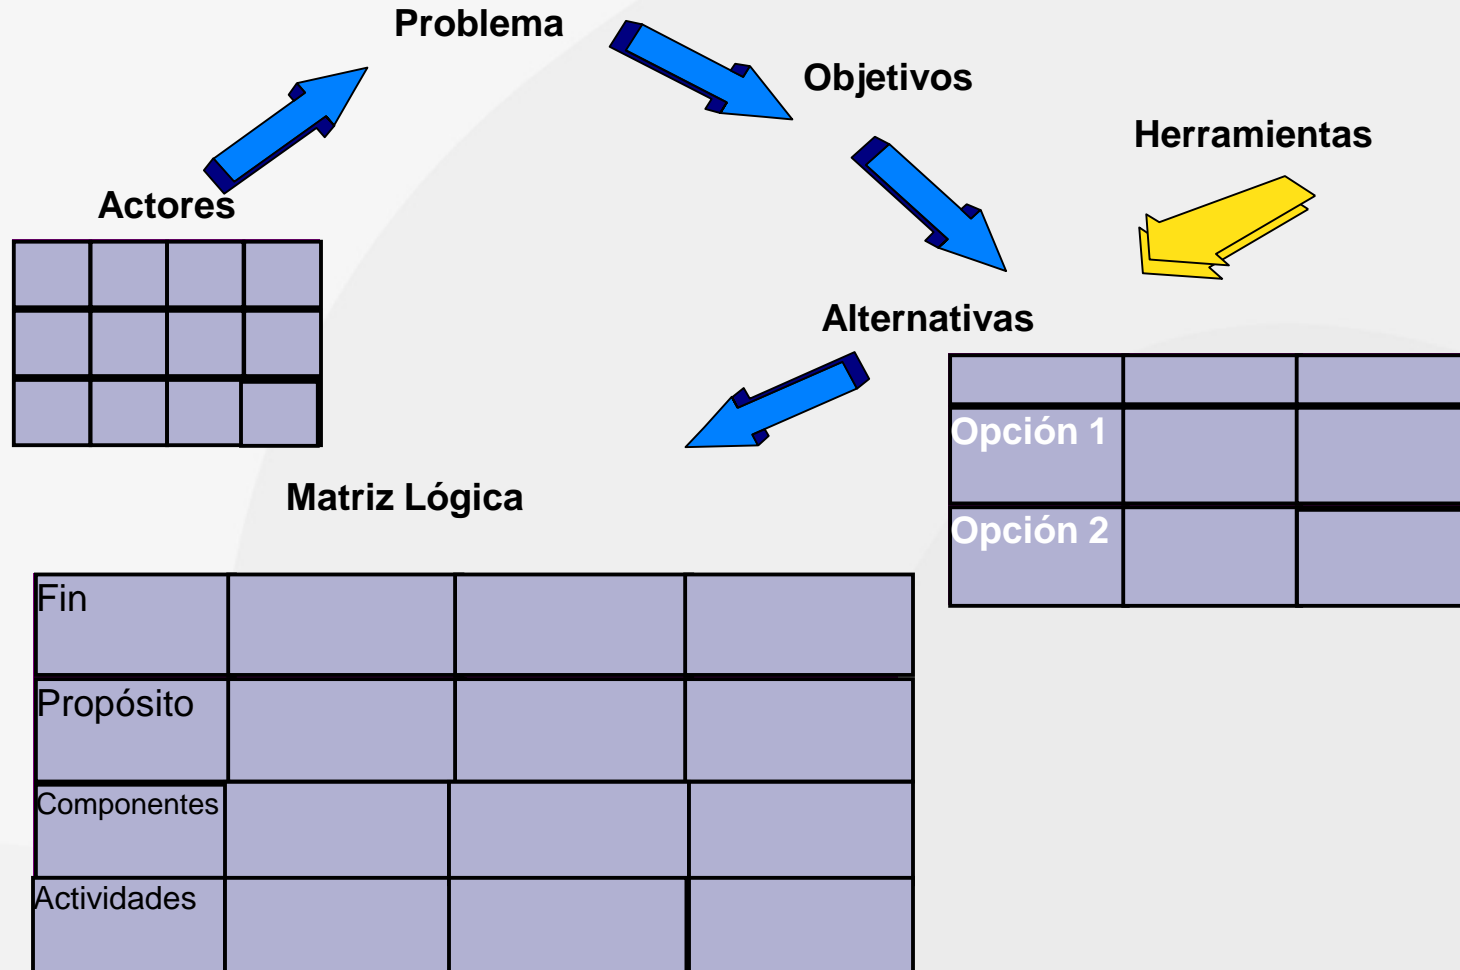 Problema
Objetivos
Herramientas
Actores
Alternativas
Opción 1
Opción 2
Matriz Lógica
Fin
Propósito
Componentes
Actividades